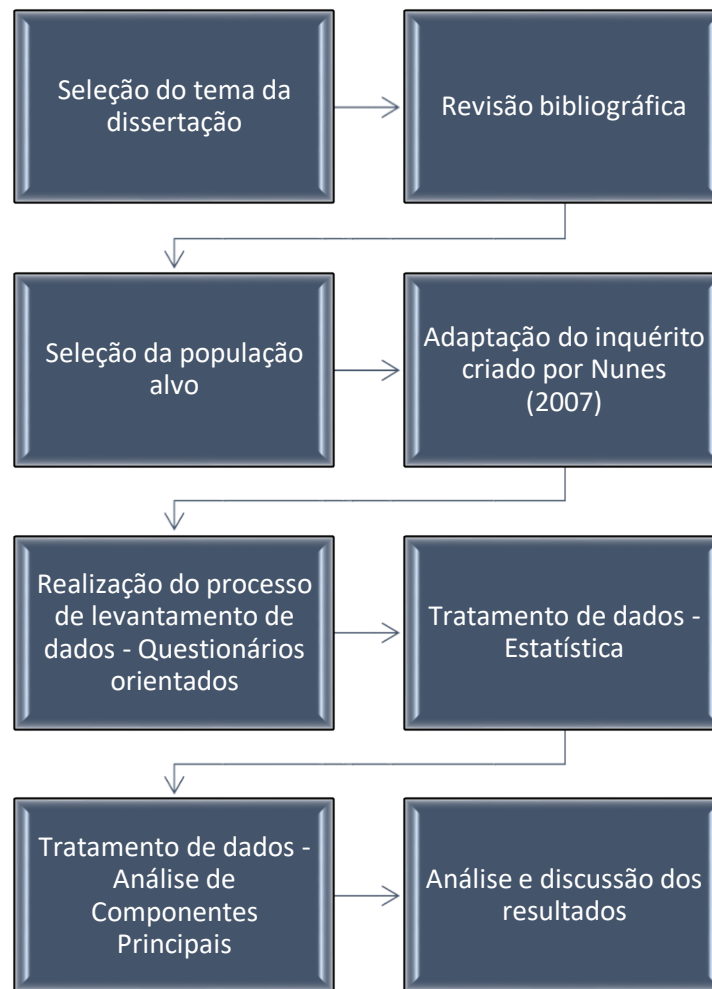 Seleção do tema da
dissertação
Revisão bibliográfica
Seleção da população
alvo
Adaptação do inquérito
criado por Nunes
(2007)
Realização do processo
de levantamento de
dados - Questionários
orientados
Tratamento de dados -
Estatística
Tratamento de dados -
Análise de
Componentes
Principais
Análise e discussão dos
resultados